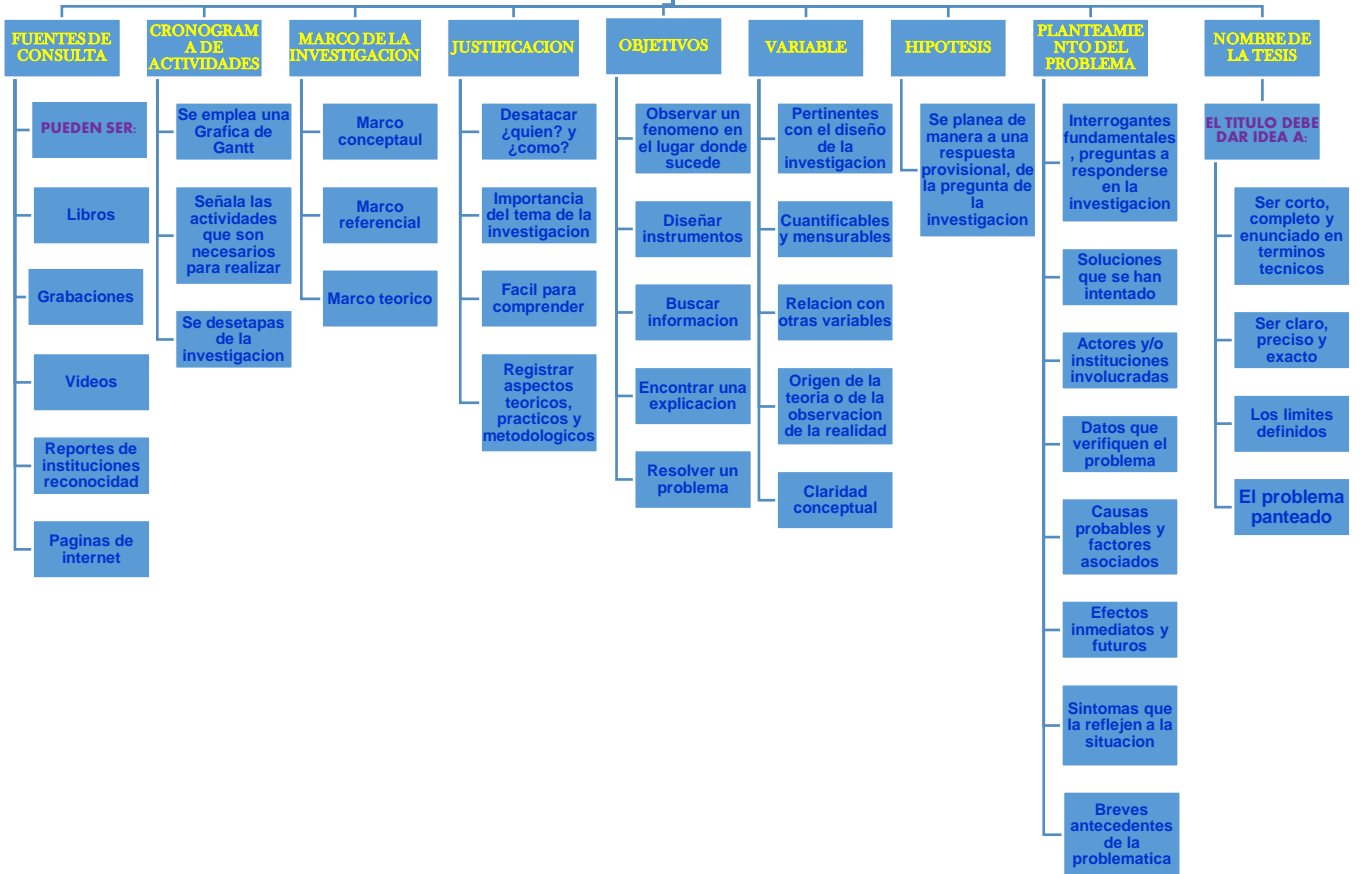 FUENTES DE
CONSULTA
PUEDEN SER:
Libros
Grabaciones
Videos
Reportes de
instituciones
reconocidad
Paginas de
internet
CRONOGRAM
A DE
ACTIVIDADES
Se emplea una
Grafica de
Gantt
Señala las
actividades
que son
necesarios
para realizar
Se desetapas
de la
investigacion
MARCO DE LA
INVESTIGACION
Marco
conceptaul
Marco
referencial
Marco teorico
JUSTIFICACION
Desatacar
¿quien? y
¿como?
Importancia
del tema de la
investigacion
Facil para
comprender
Registrar
aspectos
teoricos,
practicos y
metodologicos
OBJETIVOS
Observar un
fenomeno en
el lugar donde
sucede
Diseñar
instrumentos
Buscar
informacion
Encontrar una
explicacion
Resolver un
problema
VARIABLE
Pertinentes
con el diseño
de la
investigacion
Cuantificables
y mensurables
Relacion con
otras variables
Origen de la
teoria o de la
observacion
de la realidad
Claridad
conceptual
HIPOTESIS
Se planea de
manera a una
respuesta
provisional, de
la pregunta de
la
investigacion
PLANTEAMIE
NTO DEL
PROBLEMA
Interrogantes
fundamentales
, preguntas a
responderse
en la
investigacion
Soluciones
que se han
intentado
Actores y/o
instituciones
involucradas
Datos que
verifiquen el
problema
Causas
probables y
factores
asociados
Efectos
inmediatos y
futuros
Sintomas que
la reflejen a la
situacion
Breves
antecedentes
de la
problematica
NOMBRE DE
LA TESIS
EL TITULO DEBE
DAR IDEA A:
Ser corto,
completo y
enunciado en
terminos
tecnicos
Ser claro,
preciso y
exacto
Los limites
definidos
El problema
panteado